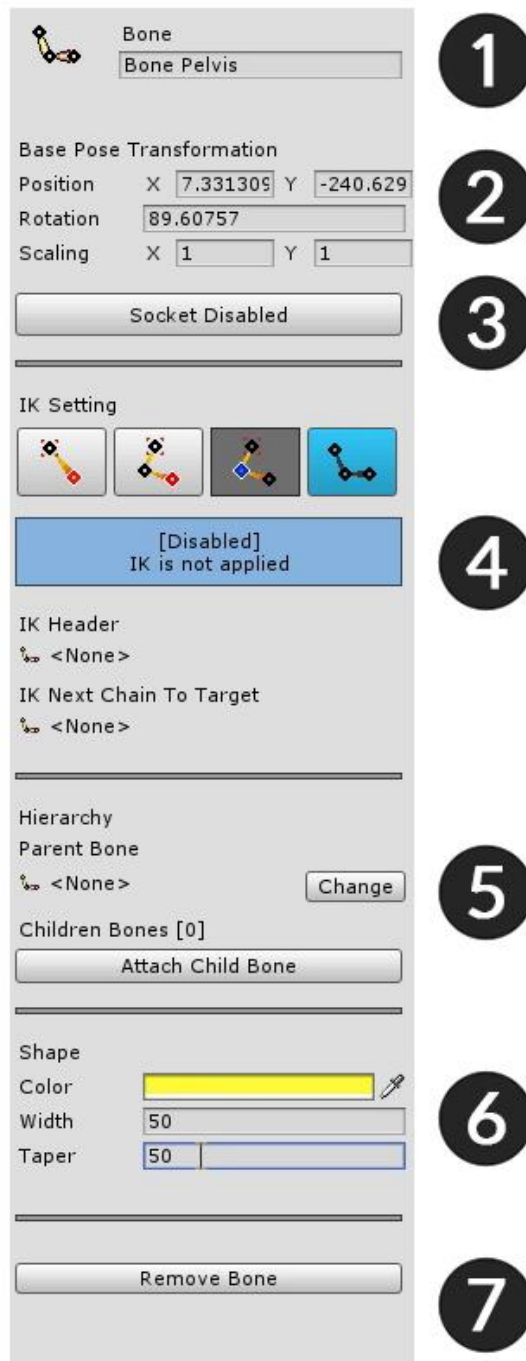 Bone
Bone Pelvis
1
Base Pose Transformation
Position X 7.331309 Y -240.629
Rotation 89.60757
Scaling X 1 Y 1
2
Socket Disabled
3
IK Setting
[Disabled]
IK is not applied
4
IK Header
<None>
IK Next Chain To Target
<None>
Hierarchy
Parent Bone
<None> Change
5
Children Bones [0]
Attach Child Bone
Shape
Color
Width 50
6
Taper 50
Remove Bone
7